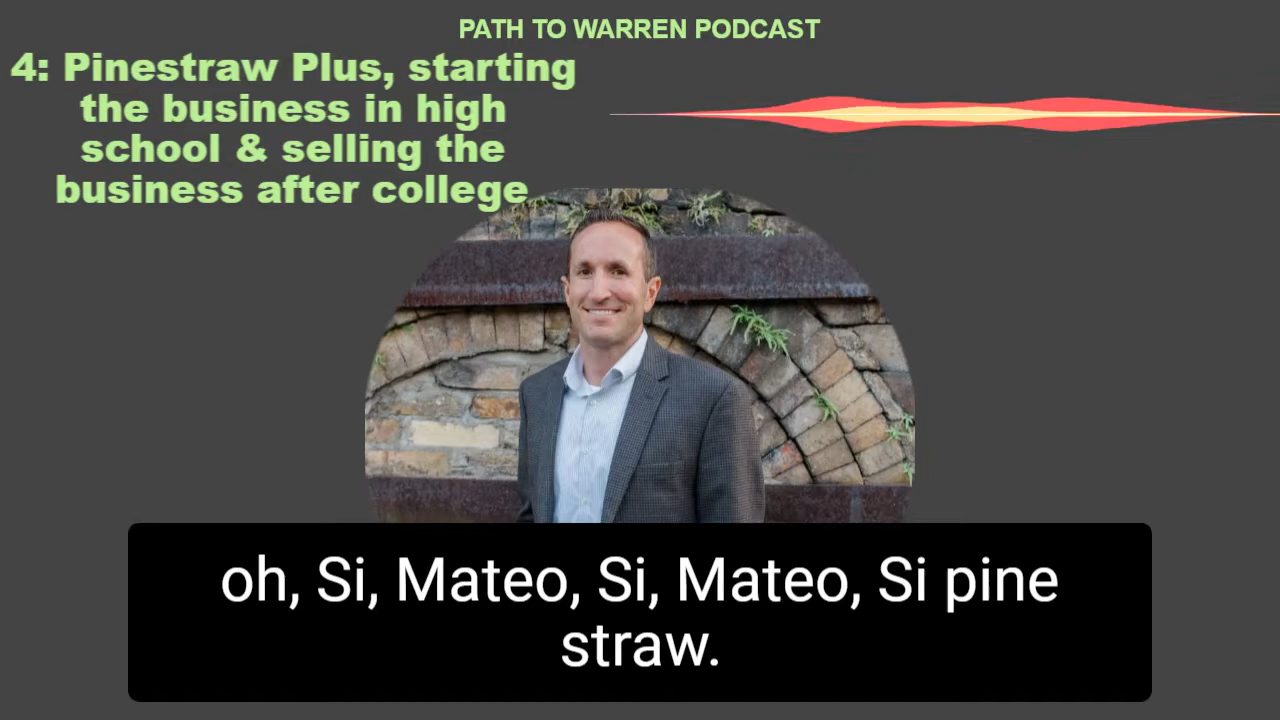 PATH TO WARREN PODCAST
4: Pinestraw Plus, starting
the business in high
school & selling the
business after college
oh, Si, Mateo, Si, Mateo, Si pine
straw.